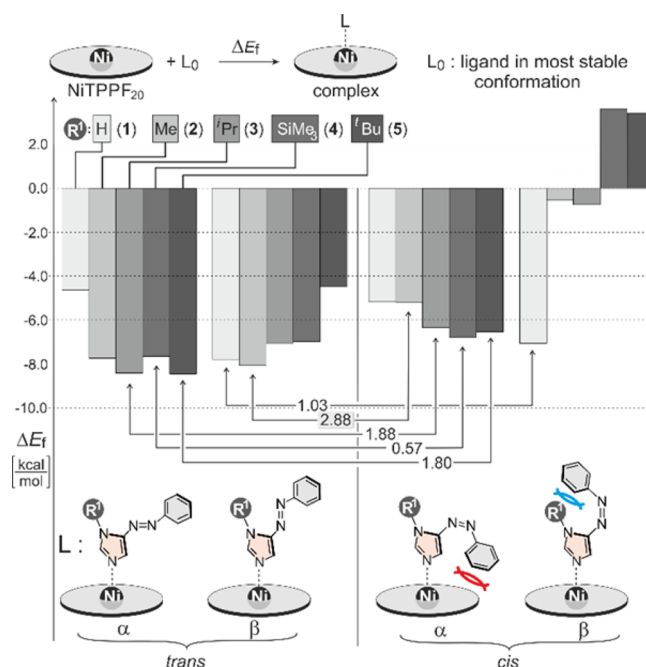 L
Ni
+ L₀
ΔE_f
Ni
L₀ : ligand in most stable
conformation
NiTPPF₂₀
complex
R¹: H (1) Me (2) ⁱPr (3) SiMe₃ (4) ᵗBu (5)
2.0
0.0
-2.0
-4.0
-6.0
-8.0
-10.0
1.03
2.88
1.88
0.57
1.80
ΔE_f
[kcal/mol]
L :
R¹ N N=N N
R¹ N N=N N
R¹ N N=N N
R¹ N N=N N
Ni Ni Ni Ni
α β α β
trans cis